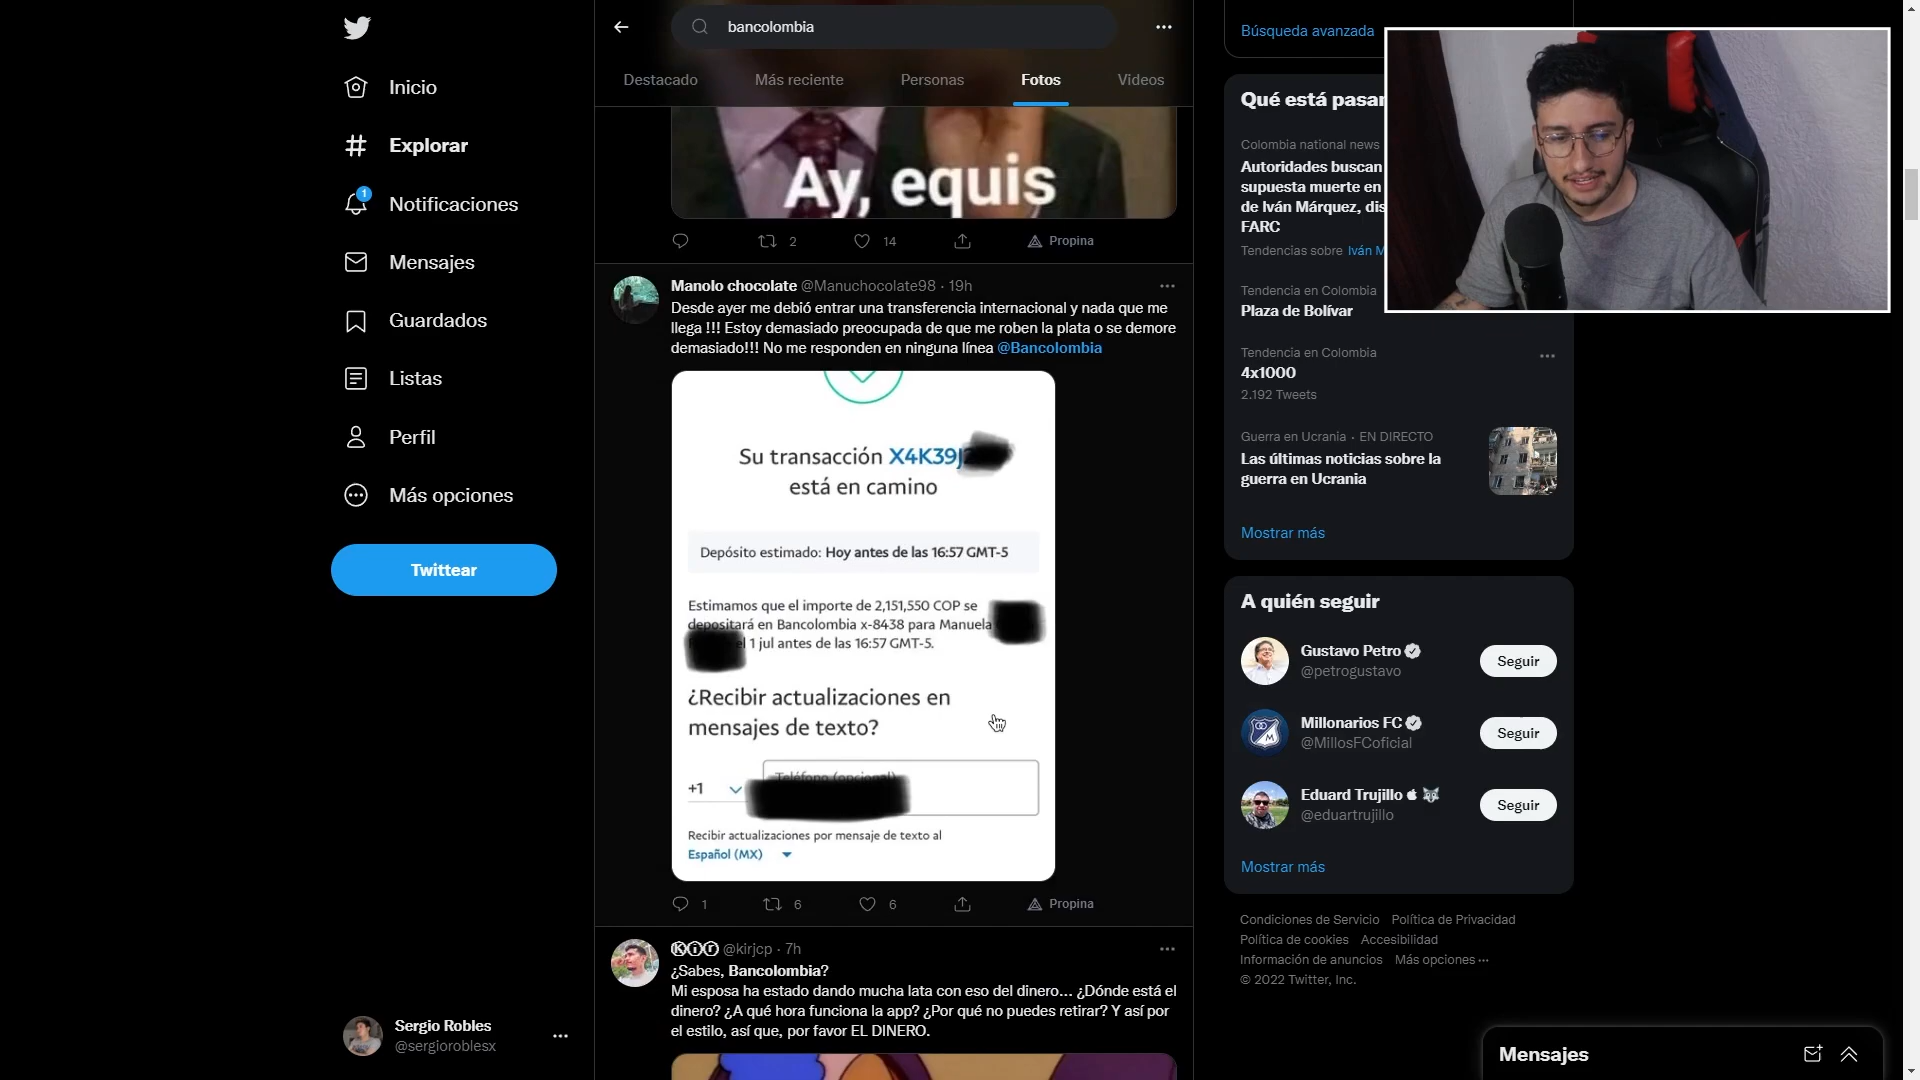 Inicio
Explorar
1
Notificaciones
Mensajes
Guardados
Listas
Perfil
Más opciones
Twittear
Sergio Robles
@sergioroblesx
bancolombia
Destacado
Más reciente
Personas
Fotos
Videos
Ay, equis
2
14
Propina
Manolo chocolate @Manuchocolate98 · 19h
Desde ayer me debió entrar una transferencia internacional y nada que me
llega !!! Estoy demasiado preocupada de que me roben la plata o se demore
demasiado!!! No me responden en ninguna línea @Bancolombia
Su transacción X4K39J
está en camino
Depósito estimado: Hoy antes de las 16:57 GMT-5
Estimamos que el importe de 2,151,550 COP se
depositará en Bancolombia x-8438 para Manuela
el 1 jul antes de las 16:57 GMT-5.
¿Recibir actualizaciones en
mensajes de texto?
Teléfono (opcional)
+1
Recibir actualizaciones por mensaje de texto al
Español (MX)
1
6
6
Propina
Ⓚⓘⓡ @kirjcp · 7h
¿Sabes, Bancolombia?
Mi esposa ha estado dando mucha lata con eso del dinero... ¿Dónde está el
dinero? ¿A qué hora funciona la app? ¿Por qué no puedes retirar? Y así por
el estilo, así que, por favor EL DINERO.
Búsqueda avanzada
Qué está pasar
Colombia national news
Autoridades buscan
supuesta muerte en
de Iván Márquez, dis
FARC
Tendencias sobre Iván M
Tendencia en Colombia
Plaza de Bolívar
Tendencia en Colombia
4x1000
2.192 Tweets
Guerra en Ucrania · EN DIRECTO
Las últimas noticias sobre la
guerra en Ucrania
Mostrar más
A quién seguir
Gustavo Petro
@petrogustavo
Seguir
Millonarios FC
@MillosFCoficial
Seguir
Eduard Trujillo
@eduartrujillo
Seguir
Mostrar más
Condiciones de Servicio Política de Privacidad
Política de cookies Accesibilidad
Información de anuncios Más opciones ···
© 2022 Twitter, Inc.
Mensajes